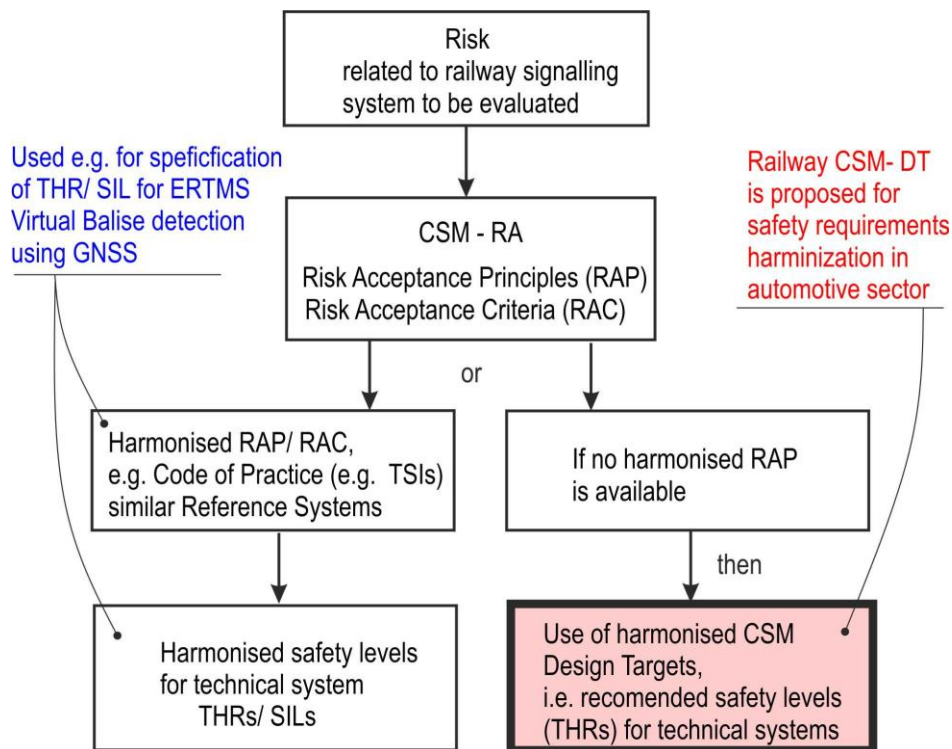 Risk
related to railway signalling
system to be evaluated
Used e.g. for speficfication
of THR/ SIL for ERTMS
Virtual Balise detection
using GNSS
Railway CSM- DT
is proposed for
safety requirements
harminization in
automotive sector
CSM - RA
Risk Acceptance Principles (RAP)
Risk Acceptance Criteria (RAC)
or
Harmonised RAP/ RAC,
e.g. Code of Practice (e.g. TSIs)
similar Reference Systems
If no harmonised RAP
is available
then
Harmonised safety levels
for technical system
THRs/ SILs
Use of harmonised CSM
Design Targets,
i.e. recomended safety levels
(THRs) for technical systems